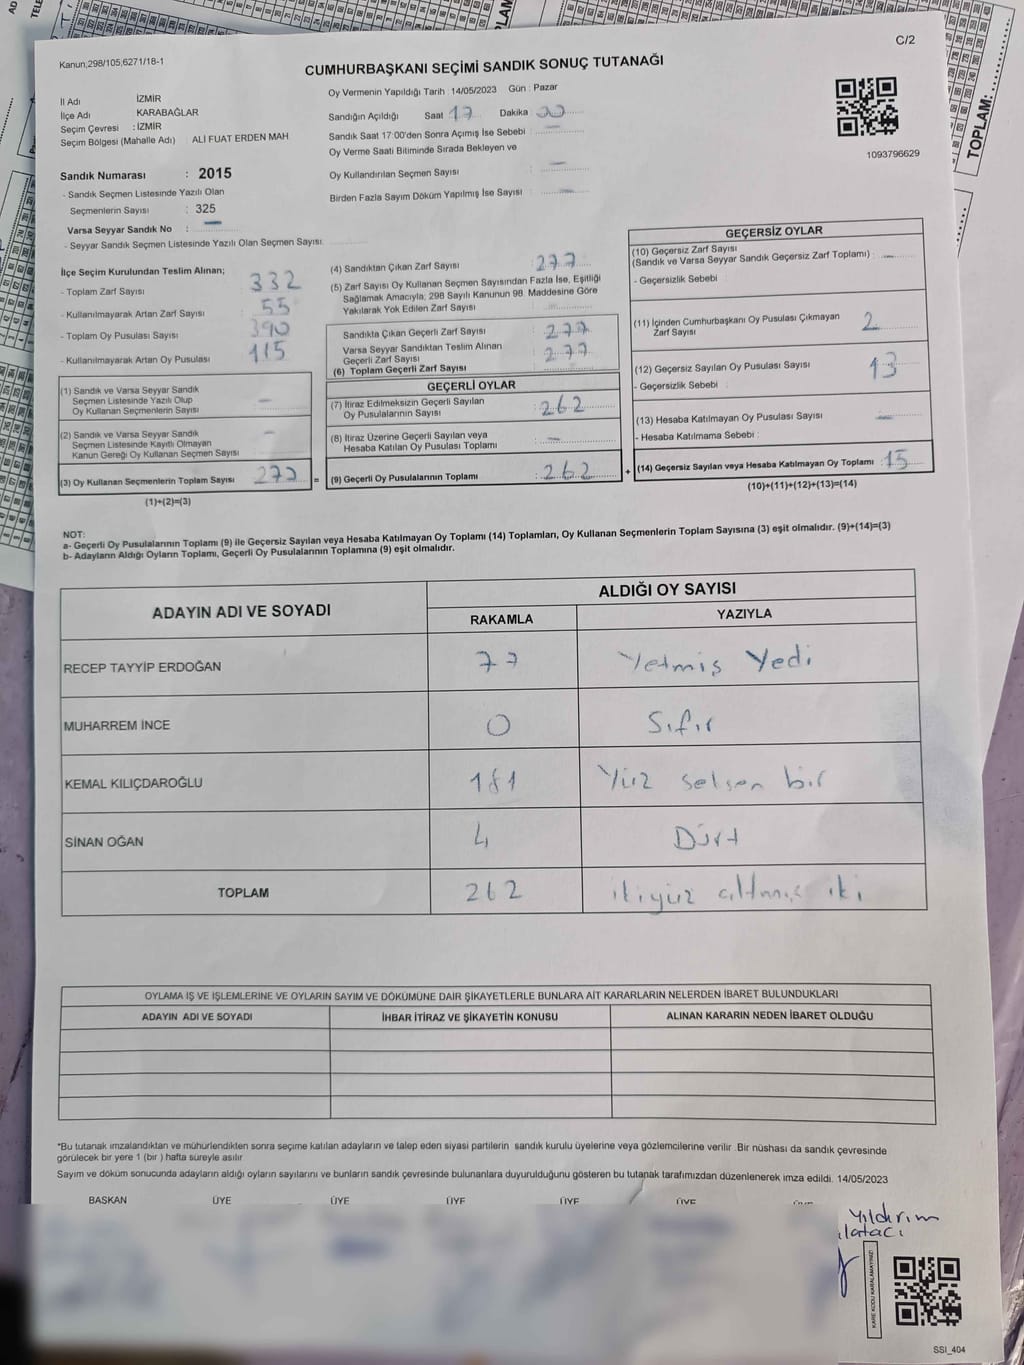 C/2
Kanun,298/105,6271/18-1
CUMHURBAŞKANI SEÇİMİ SANDIK SONUÇ TUTANAĞI
İl Adı İZMİR
İlçe Adı KARABAĞLAR
Seçim Çevresi : İZMİR
Seçim Bölgesi (Mahalle Adı) ALİ FUAT ERDEN MAH
Sandık Numarası : 2015
- Sandık Seçmen Listesinde Yazılı Olan
Seçmenlerin Sayısı : 325
Varsa Seyyar Sandık No : —
- Seyyar Sandık Seçmen Listesinde Yazılı Olan Seçmen Sayısı:
Oy Vermenin Yapıldığı Tarih : 14/05/2023 Gün : Pazar
Sandığın Açıldığı Saat 17 Dakika 00
Sandık Saat 17:00'den Sonra Açımış İse Sebebi —
Oy Verme Saati Bitiminde Sırada Bekleyen ve
Oy Kullandırılan Seçmen Sayısı : —
Birden Fazla Sayım Döküm Yapılmış İse Sayısı : —
1093796629
İlçe Seçim Kurulundan Teslim Alınan;
- Toplam Zarf Sayısı : 332
- Kullanılmayarak Artan Zarf Sayısı : 55
- Toplam Oy Pusulası Sayısı : 390
- Kullanılmayarak Artan Oy Pusulası : 115
(1) Sandık ve Varsa Seyyar Sandık
Seçmen Listesinde Yazılı Olup
Oy Kullanan Seçmenlerin Sayısı : —
(2) Sandık ve Varsa Seyyar Sandık
Seçmen Listesinde Kayıtlı Olmayan
Kanun Gereği Oy Kullanan Seçmen Sayısı : —
(3) Oy Kullanan Seçmenlerin Toplam Sayısı : 277 =
(1)+(2)=(3)
(4) Sandıktan Çıkan Zarf Sayısı : 277
(5) Zarf Sayısı Oy Kullanan Seçmen Sayısından Fazla İse, Eşitliği
Sağlamak Amacıyla; 298 Sayılı Kanunun 98. Maddesine Göre
Yakılarak Yok Edilen Zarf Sayısı : —
Sandıkta Çıkan Geçerli Zarf Sayısı : 277
Varsa Seyyar Sandıktan Teslim Alınan
Geçerli Zarf Sayısı : 277
(6) Toplam Geçerli Zarf Sayısı
GEÇERLİ OYLAR
(7) İtiraz Edilmeksizin Geçerli Sayılan
Oy Pusulalarının Sayısı : 262
(8) İtiraz Üzerine Geçerli Sayılan veya
Hesaba Katılan Oy Pusulası Toplamı : —
(9) Geçerli Oy Pusulalarının Toplamı : 262 +
GEÇERSİZ OYLAR
(10) Geçersiz Zarf Sayısı
(Sandık ve Varsa Seyyar Sandık Geçersiz Zarf Toplamı) : —
- Geçersizlik Sebebi :
(11) İçinden Cumhurbaşkanı Oy Pusulası Çıkmayan
Zarf Sayısı : 2
(12) Geçersiz Sayılan Oy Pusulası Sayısı : 13
- Geçersizlik Sebebi :
(13) Hesaba Katılmayan Oy Pusulası Sayısı : —
- Hesaba Katılmama Sebebi :
(14) Geçersiz Sayılan veya Hesaba Katılmayan Oy Toplamı : 15
(10)+(11)+(12)+(13)=(14)
NOT:
a- Geçerli Oy Pusulalarının Toplamı (9) ile Geçersiz Sayılan veya Hesaba Katılmayan Oy Toplamı (14) Toplamları, Oy Kullanan Seçmenlerin Toplam Sayısına (3) eşit olmalıdır. (9)+(14)=(3)
b- Adayların Aldığı Oyların Toplamı, Geçerli Oy Pusulalarının Toplamına (9) eşit olmalıdır.
ADAYIN ADI VE SOYADI ALDIĞI OY SAYISI
RAKAMLA YAZIYLA
RECEP TAYYİP ERDOĞAN 77 Yetmiş Yedi
MUHARREM İNCE 0 Sıfır
KEMAL KILIÇDAROĞLU 181 Yüz seksen bir
SİNAN OĞAN 4 Dört
TOPLAM 262 ikiyüz altmış iki
OYLAMA İŞ VE İŞLEMLERİNE VE OYLARIN SAYIM VE DÖKÜMÜNE DAİR ŞİKAYETLERLE BUNLARA AİT KARARLARIN NELERDEN İBARET BULUNDUKLARI
ADAYIN ADI VE SOYADI İHBAR İTİRAZ VE ŞİKAYETİN KONUSU ALINAN KARARIN NEDEN İBARET OLDUĞU
*Bu tutanak imzalandıktan ve mühürlendikten sonra seçime katılan adayların ve talep eden siyasi partilerin sandık kurulu üyelerine veya gözlemcilerine verilir. Bir nüshası da sandık çevresinde
görülecek bir yere 1 (bir ) hafta süreyle asılır
Sayım ve döküm sonucunda adayların aldığı oyların sayılarını ve bunların sandık çevresinde bulunanlara duyurulduğunu gösteren bu tutanak tarafımızdan düzenlenerek imza edildi. 14/05/2023
BAŞKAN ÜYE ÜYE ÜYE ÜYE ÜYE
Yıldırım
KARE KODU KARALAMAYINIZ!
SSI_404
TOPLAM: